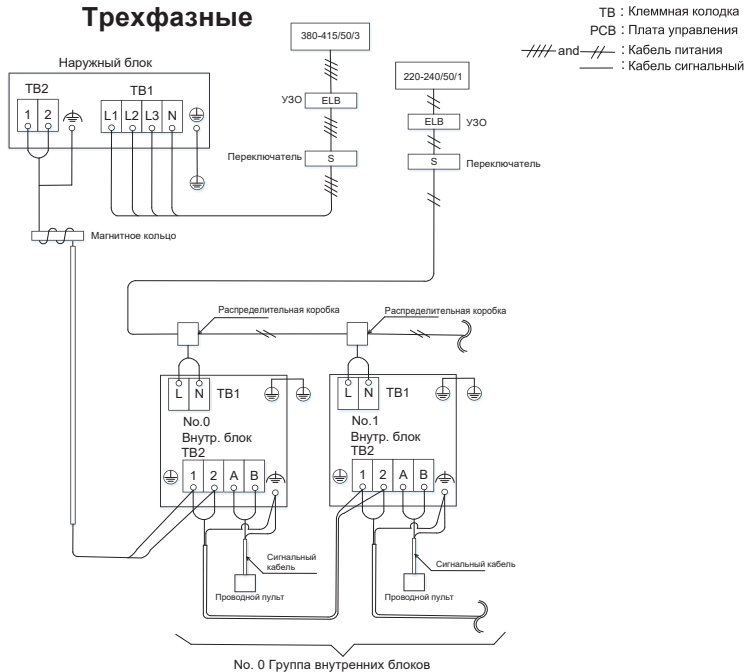 Трехфазные
TB : Клеммная колодка
PCB : Плата управления
and : Кабель питания
: Кабель сигнальный
380-415/50/3
УЗО ELB
Переключатель S
220-240/50/1
ELB УЗО
S Переключатель
Наружный блок
TB2 TB1
1 2 L1 L2 L3 N
Магнитное кольцо
Распределительная коробка
Распределительная коробка
L N TB1
No.0
Внутр. блок
TB2
1 2 A B
Сигнальный
кабель
Проводной пульт
L N TB1
No.1
Внутр. блок
TB2
1 2 A B
Сигнальный кабель
Проводной пульт
No. 0 Группа внутренних блоков